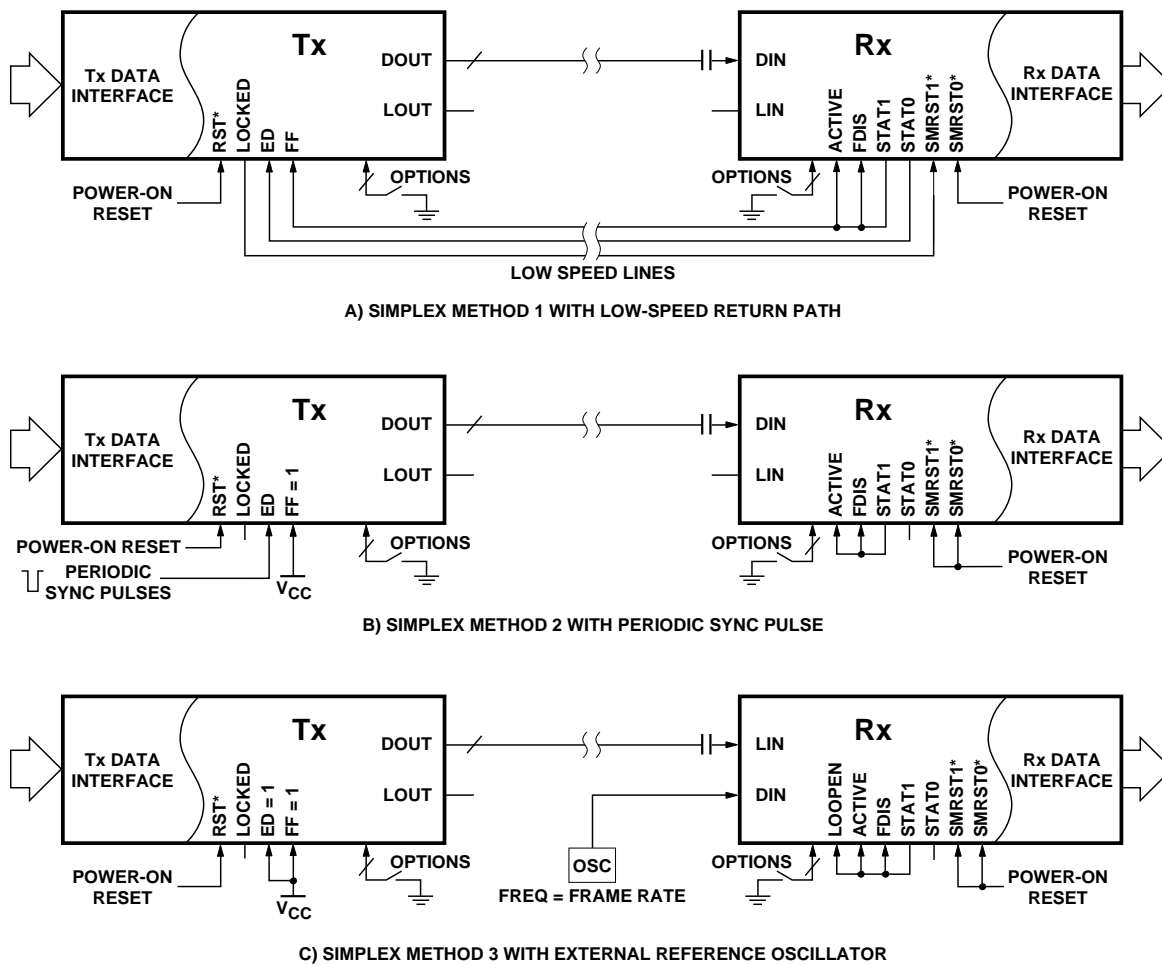 Tx
Tx DATA
INTERFACE
DOUT
LOUT
RST*
LOCKED
ED
FF
POWER-ON
RESET
OPTIONS
Rx
DIN
LIN
Rx DATA
INTERFACE
ACTIVE
FDIS
STAT1
STAT0
SMRST1*
SMRST0*
OPTIONS
POWER-ON
RESET
LOW SPEED LINES
A) SIMPLEX METHOD 1 WITH LOW-SPEED RETURN PATH
Tx
Tx DATA
INTERFACE
DOUT
LOUT
RST*
LOCKED
ED
FF = 1
POWER-ON RESET
PERIODIC
SYNC PULSES
VCC
OPTIONS
Rx
DIN
LIN
Rx DATA
INTERFACE
ACTIVE
FDIS
STAT1
STAT0
SMRST1*
SMRST0*
OPTIONS
POWER-ON
RESET
B) SIMPLEX METHOD 2 WITH PERIODIC SYNC PULSE
Tx
Tx DATA
INTERFACE
DOUT
LOUT
RST*
LOCKED
ED = 1
FF = 1
POWER-ON
RESET
VCC
OPTIONS
OSC
FREQ = FRAME RATE
Rx
LIN
DIN
Rx DATA
INTERFACE
LOOPEN
ACTIVE
FDIS
STAT1
STAT0
SMRST1*
SMRST0*
OPTIONS
POWER-ON
RESET
C) SIMPLEX METHOD 3 WITH EXTERNAL REFERENCE OSCILLATOR